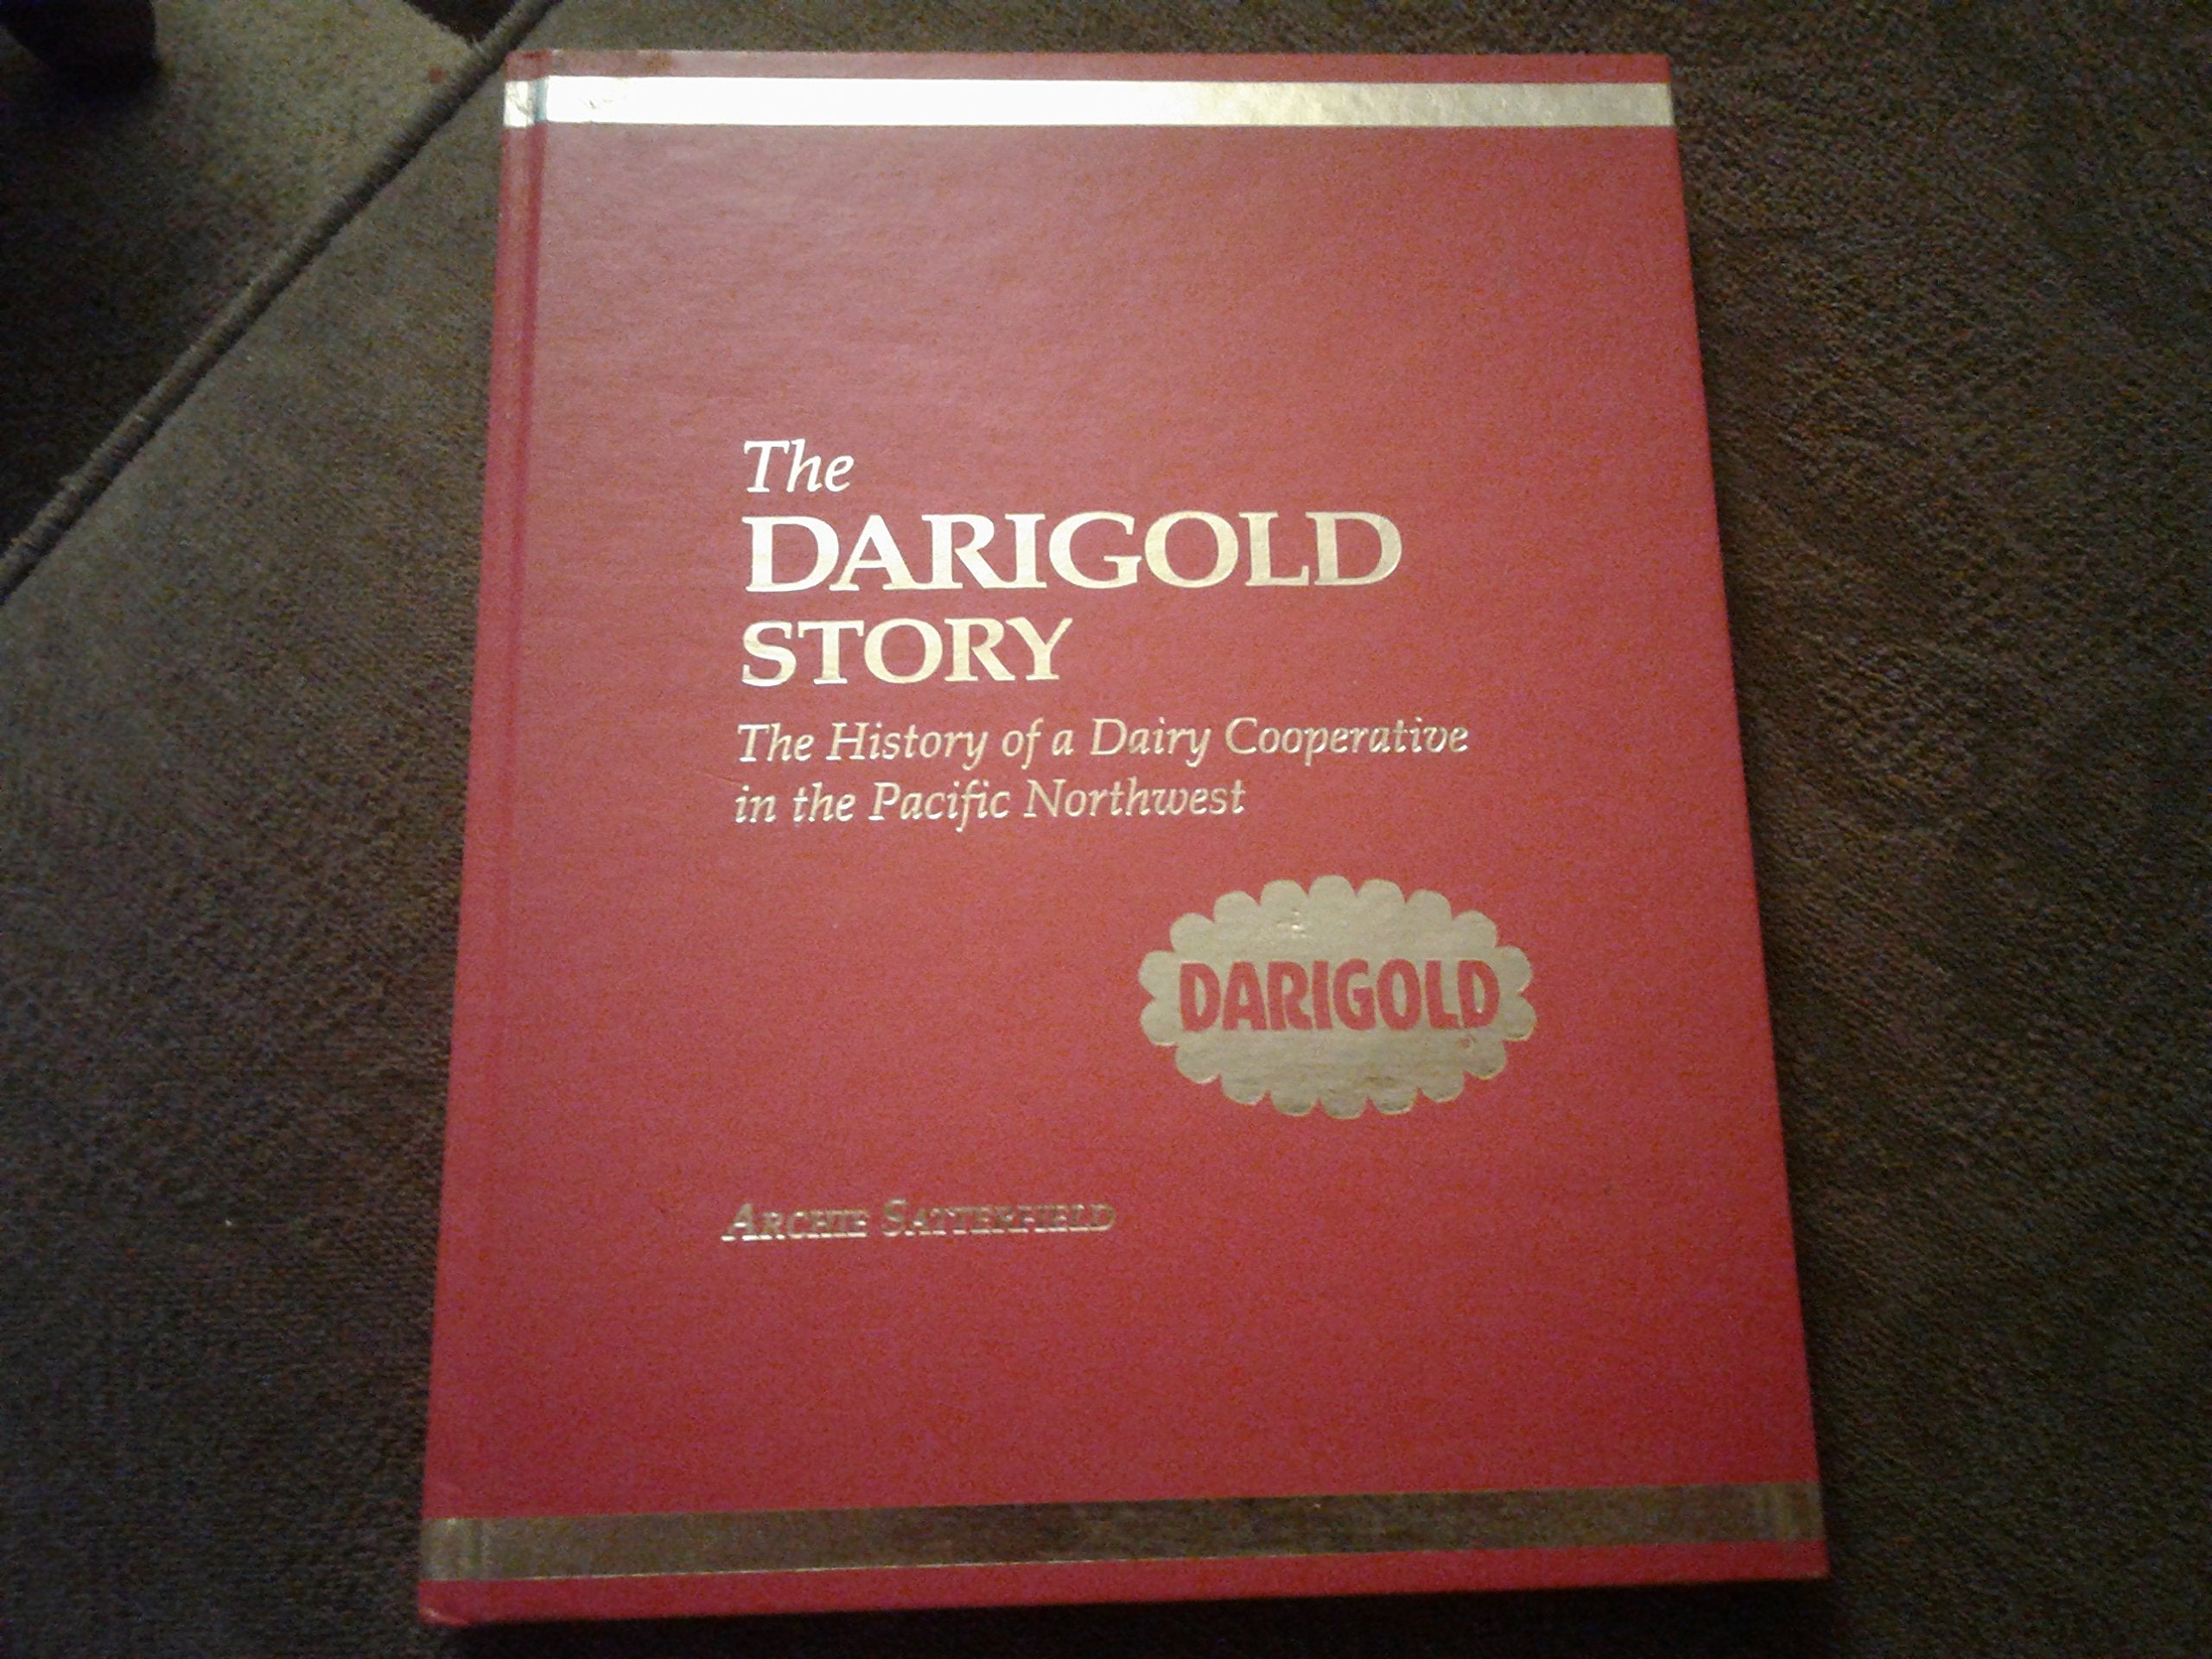 The
DARIGOLD
STORY
The History of a Dairy Cooperative
in the Pacific Northwest
DARIGOLD
ARCHIE SATTERFIELD